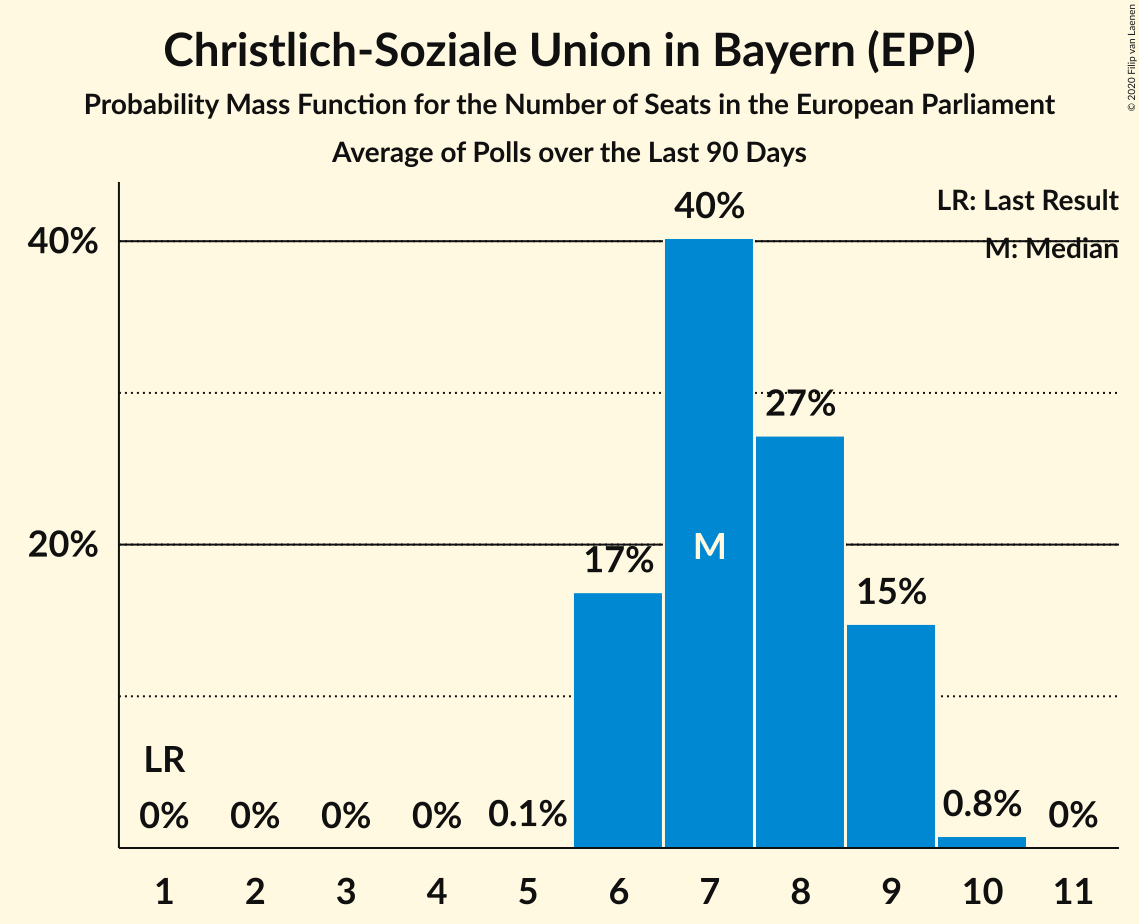 Christlich-Soziale Union in Bayern (EPP)
Probability Mass Function for the Number of Seats in the European Parliament
Average of Polls over the Last 90 Days
© 2020 Filip van Laenen
LR: Last Result
M: Median
40%
20%
LR
0%
0%
0%
0%
0.1%
17%
40%
M
27%
15%
0.8%
0%
1 2 3 4 5 6 7 8 9 10 11